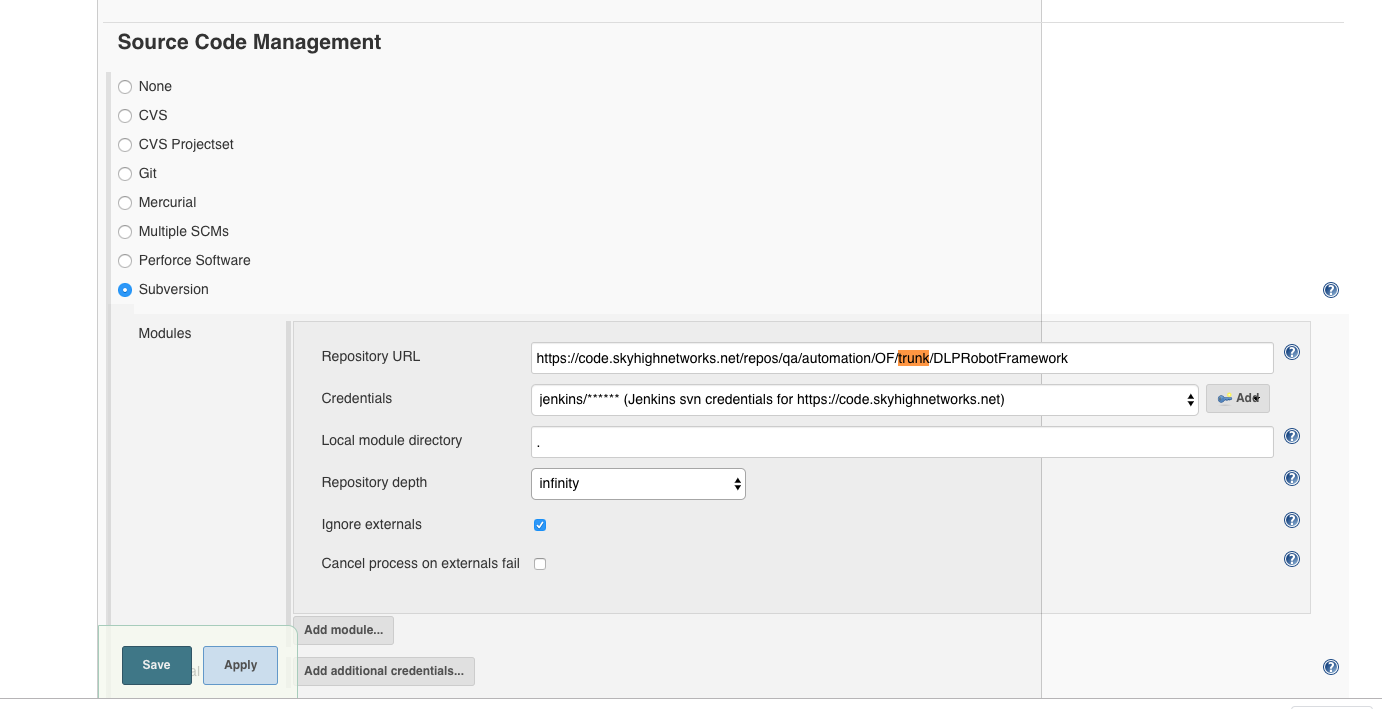 Source Code Management
None
CVS
CVS Projectset
Git
Mercurial
Multiple SCMs
Perforce Software
Subversion
Modules
Repository URL https://code.skyhighnetworks.net/repos/qa/automation/OF/trunk/DLPRobotFramework
Credentials jenkins/****** (Jenkins svn credentials for https://code.skyhighnetworks.net) Add
Local module directory .
Repository depth infinity
Ignore externals
Cancel process on externals fail
Add module...
Save Apply al Add additional credentials...